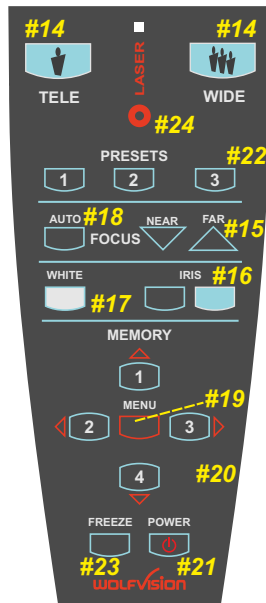 #14 #14
LASER
TELE WIDE
#24
PRESETS #22
1 2 3
AUTO #18 NEAR FAR #15
FOCUS
WHITE IRIS #16
#17
MEMORY
1
MENU #19
2 3
4 #20
FREEZE POWER
#23 #21
WOLFVISION